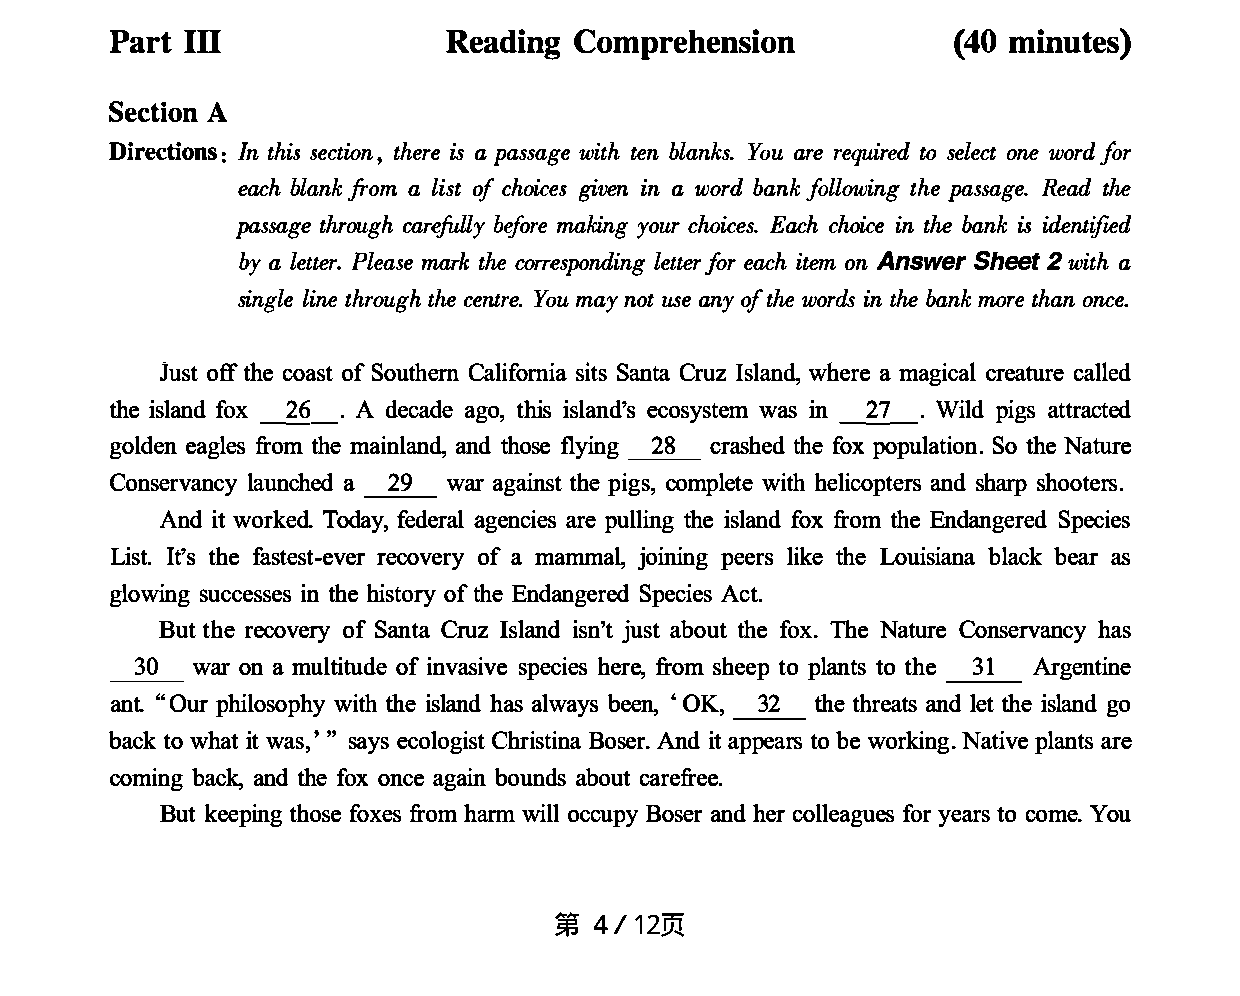 Part III Reading Comprehension (40 minutes)
Section A
Directions: In this section, there is a passage with ten blanks. You are required to select one word for
each blank from a list of choices given in a word bank following the passage. Read the
passage through carefully before making your choices. Each choice in the bank is identified
by a letter. Please mark the corresponding letter for each item on Answer Sheet 2 with a
single line through the centre. You may not use any of the words in the bank more than once.
Just off the coast of Southern California sits Santa Cruz Island, where a magical creature called
the island fox __26__. A decade ago, this island's ecosystem was in __27__. Wild pigs attracted
golden eagles from the mainland, and those flying __28__ crashed the fox population. So the Nature
Conservancy launched a __29__ war against the pigs, complete with helicopters and sharp shooters.
And it worked. Today, federal agencies are pulling the island fox from the Endangered Species
List. It's the fastest-ever recovery of a mammal, joining peers like the Louisiana black bear as
glowing successes in the history of the Endangered Species Act.
But the recovery of Santa Cruz Island isn't just about the fox. The Nature Conservancy has
__30__ war on a multitude of invasive species here, from sheep to plants to the __31__ Argentine
ant. “Our philosophy with the island has always been, ‘OK, __32__ the threats and let the island go
back to what it was,’” says ecologist Christina Boser. And it appears to be working. Native plants are
coming back, and the fox once again bounds about carefree.
But keeping those foxes from harm will occupy Boser and her colleagues for years to come. You
第 4 / 12页